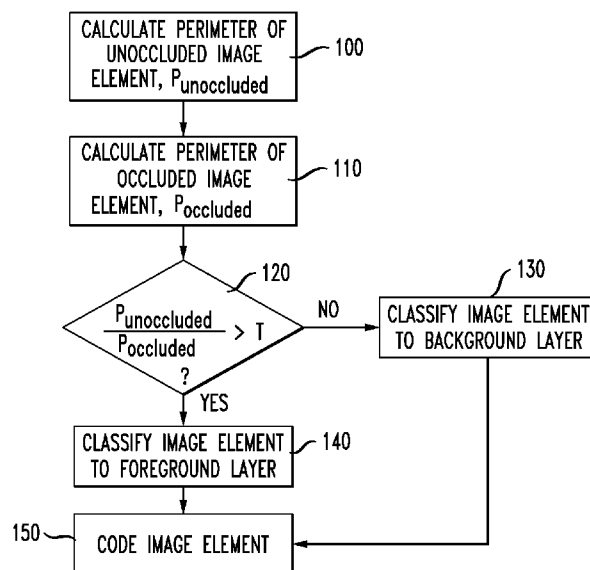 CALCULATE PERIMETER OF
UNOCCLUDED IMAGE
ELEMENT, Punoccluded
100
CALCULATE PERIMETER OF
OCCLUDED IMAGE
ELEMENT, Poccluded
110
120
Punoccluded
Poccluded
> T
?
NO
YES
130
CLASSIFY IMAGE ELEMENT
TO BACKGROUND LAYER
CLASSIFY IMAGE ELEMENT
TO FOREGROUND LAYER
140
150
CODE IMAGE ELEMENT